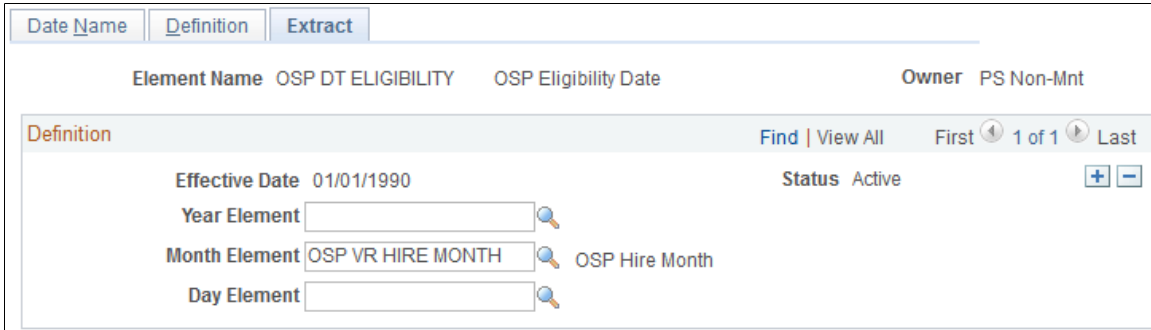 Date Name Definition Extract
Element Name OSP DT ELIGIBILITY OSP Eligibility Date Owner PS Non-Mnt
Definition Find | View All First 1 of 1 Last
Effective Date 01/01/1990 Status Active
Year Element
Month Element OSP VR HIRE MONTH OSP Hire Month
Day Element